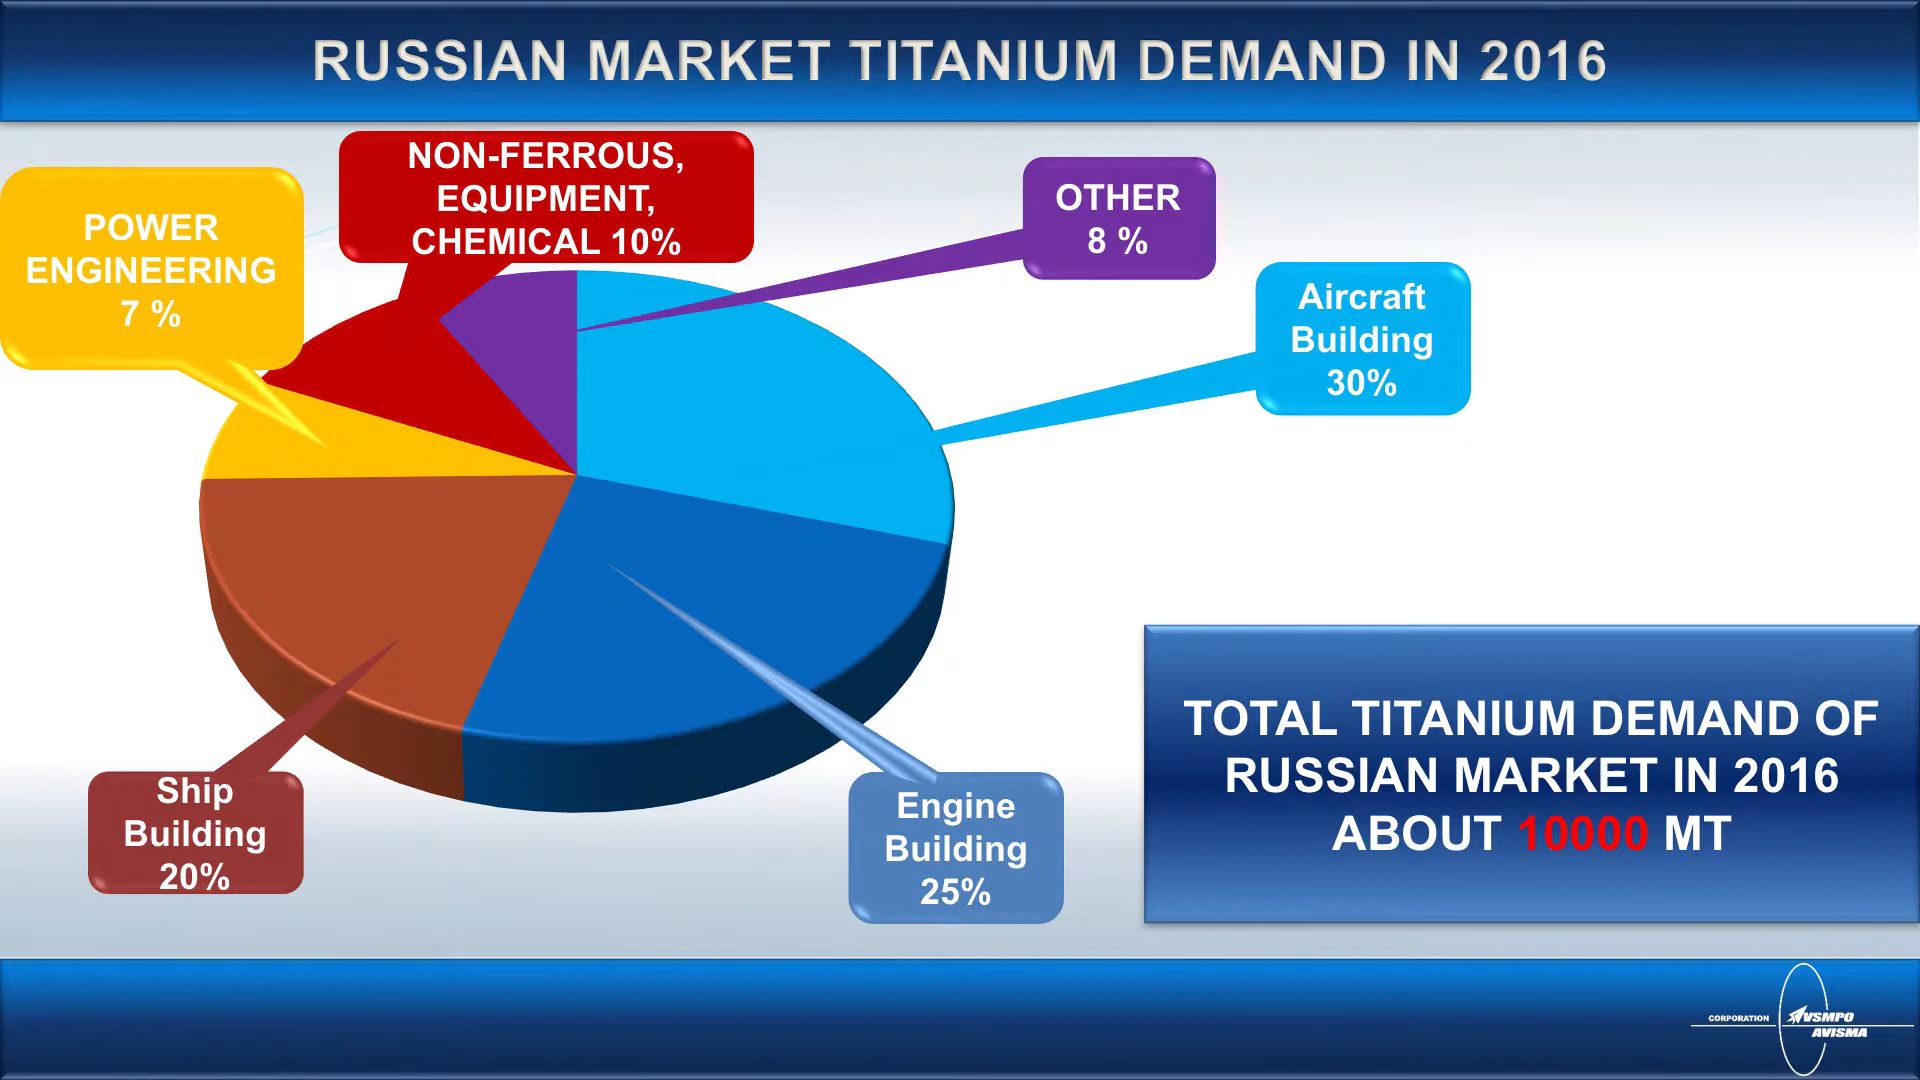 RUSSIAN MARKET TITANIUM DEMAND IN 2016
NON-FERROUS,
EQUIPMENT,
CHEMICAL 10%
POWER
ENGINEERING
7 %
OTHER
8 %
Aircraft
Building
30%
Ship
Building
20%
Engine
Building
25%
TOTAL TITANIUM DEMAND OF
RUSSIAN MARKET IN 2016
ABOUT 10000 MT
CORPORATION VSMPO
AVISMA